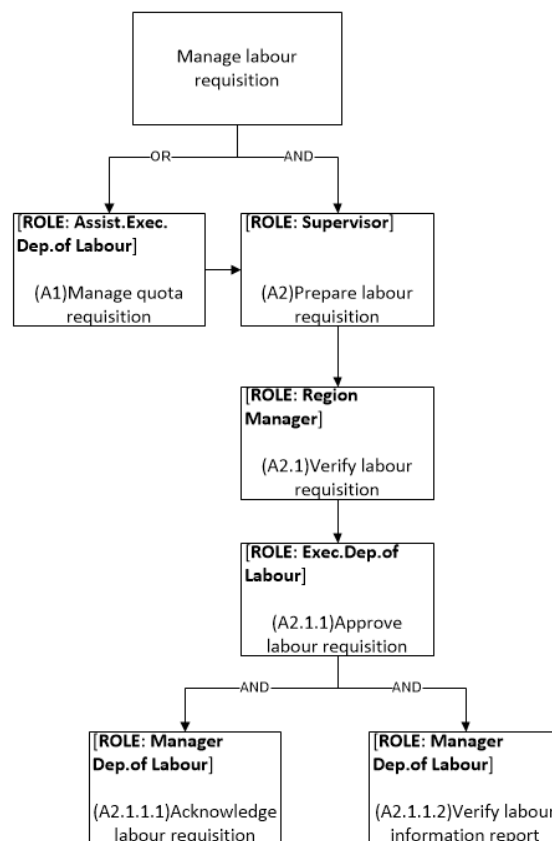 Manage labour
requisition
OR
AND
[ROLE: Assist.Exec.
Dep.of Labour]
(A1)Manage quota
requisition
[ROLE: Supervisor]
(A2)Prepare labour
requisition
[ROLE: Region
Manager]
(A2.1)Verify labour
requisition
[ROLE: Exec.Dep.of
Labour]
(A2.1.1)Approve
labour requisition
AND
AND
[ROLE: Manager
Dep.of Labour]
(A2.1.1.1)Acknowledge
labour requisition
[ROLE: Manager
Dep.of Labour]
(A2.1.1.2)Verify labour
information report